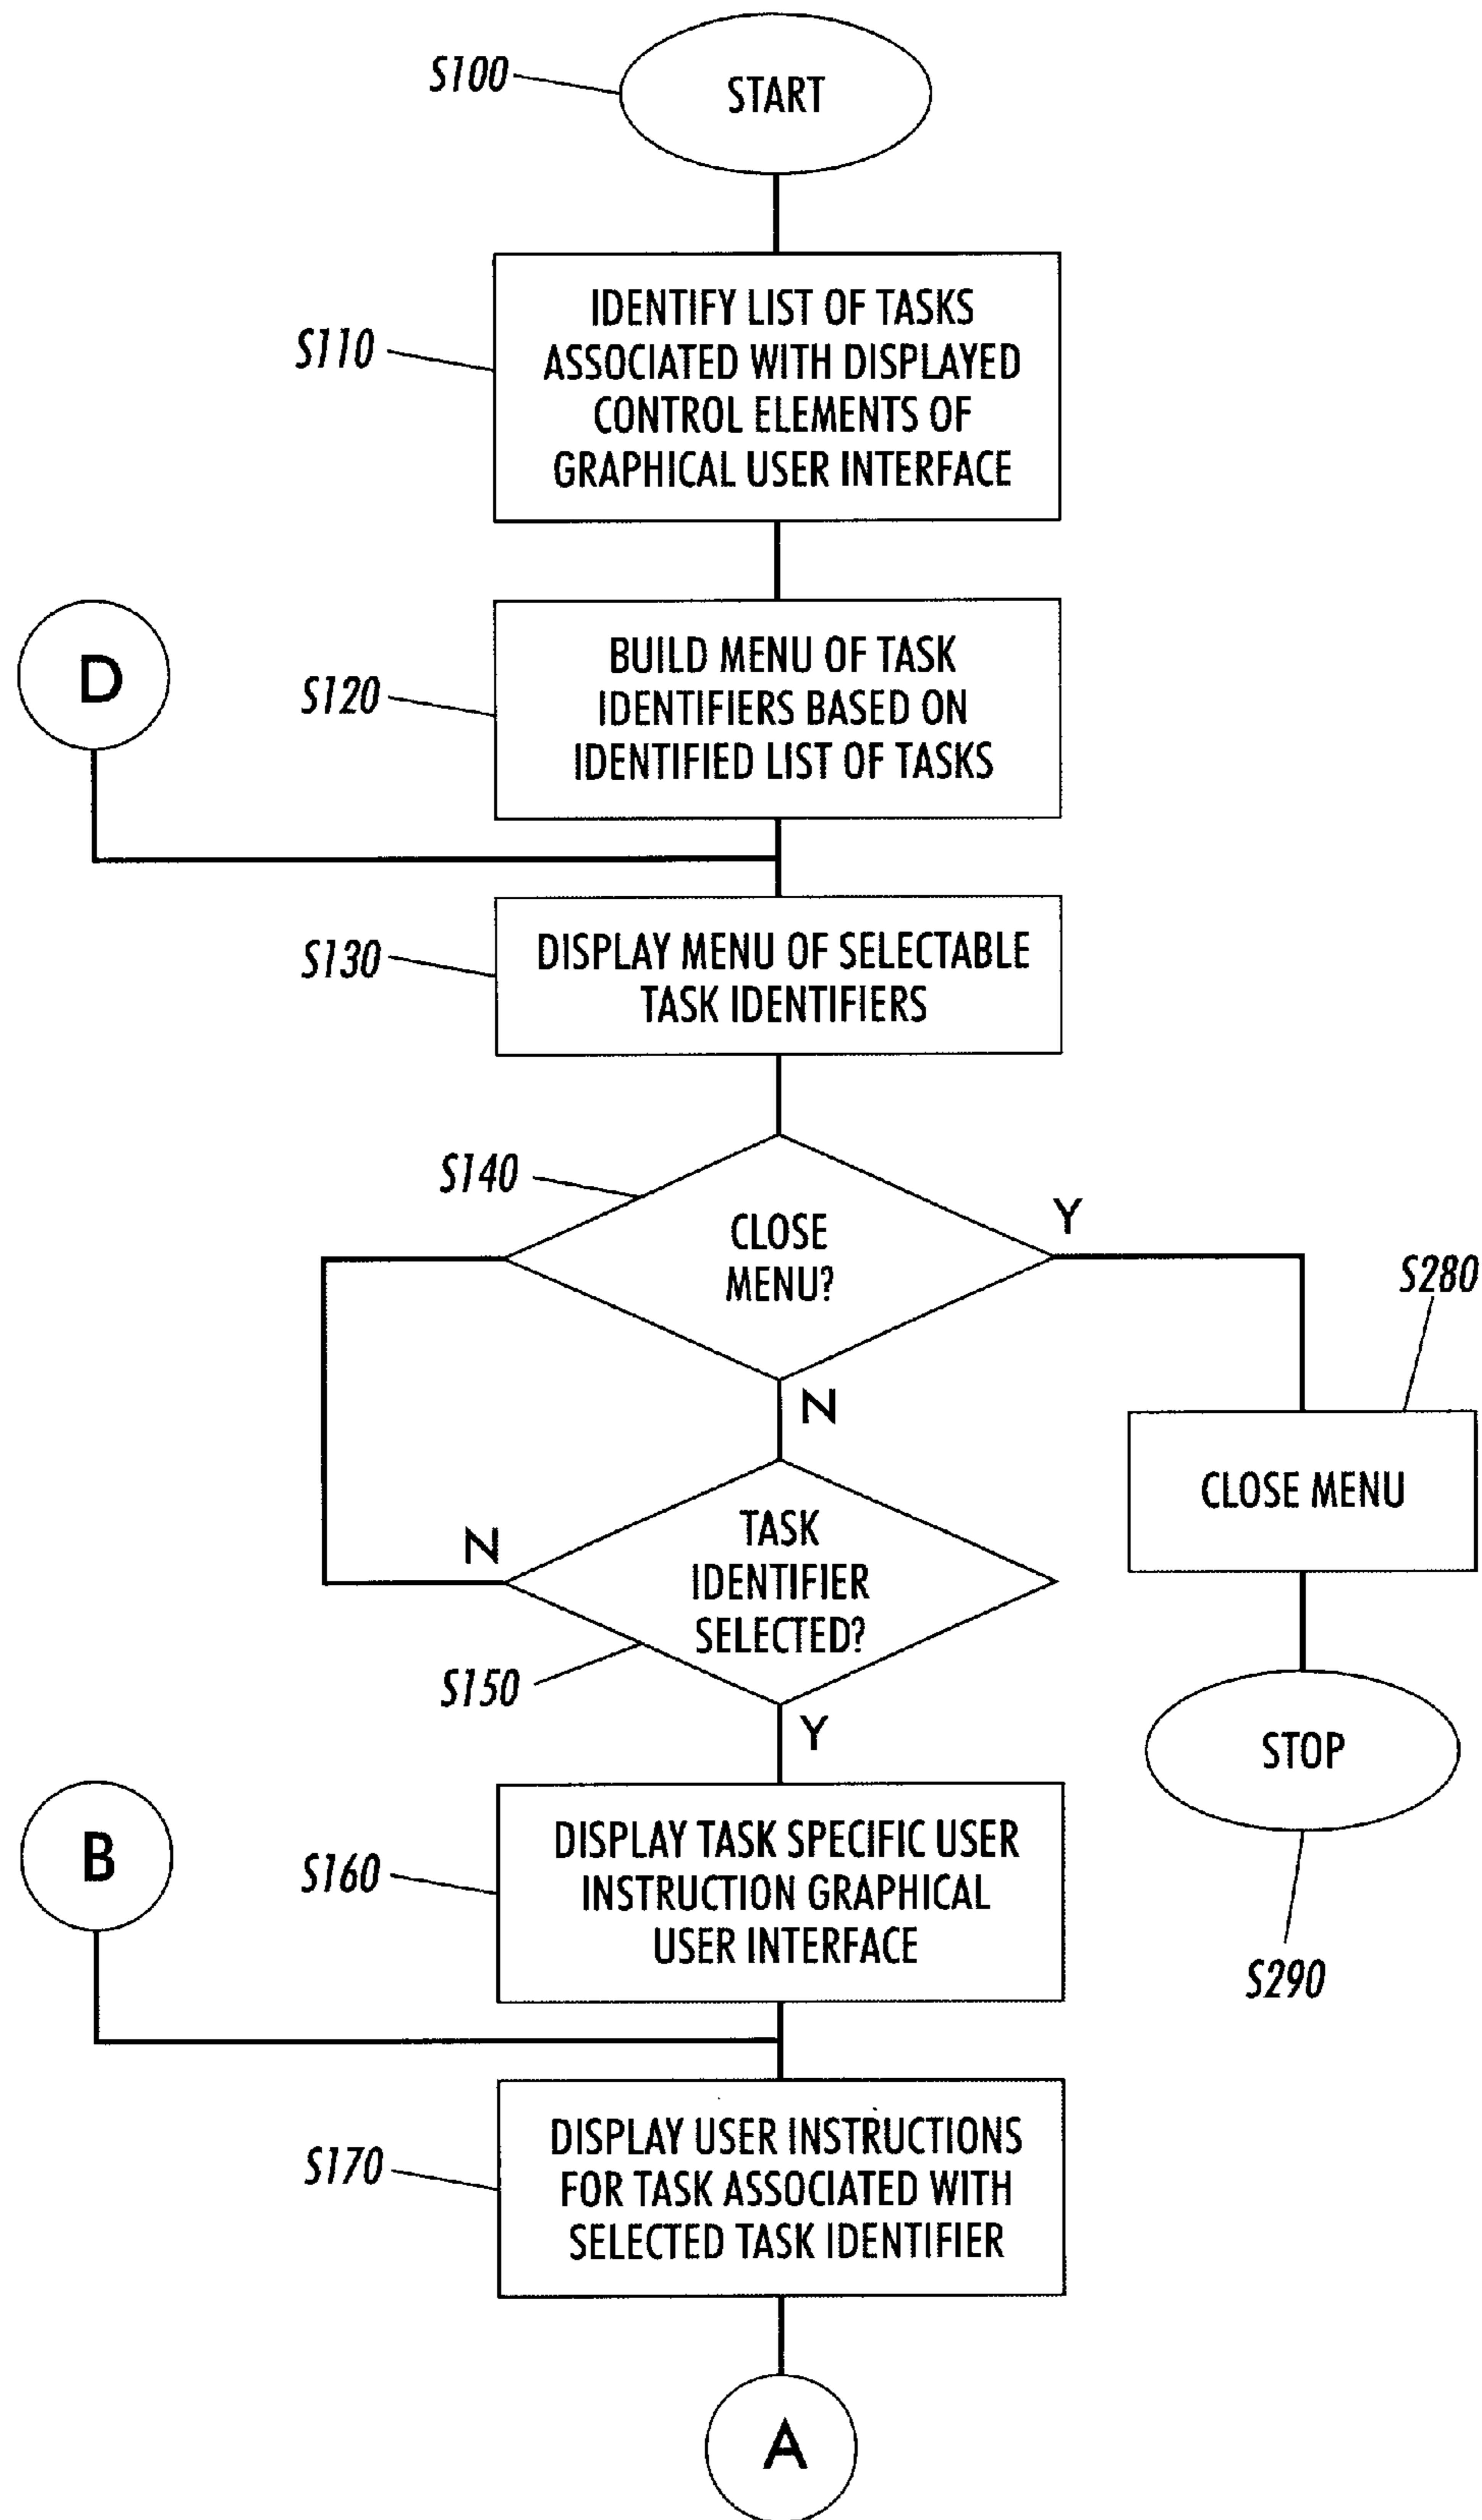 S100
START
S110
IDENTIFY LIST OF TASKS
ASSOCIATED WITH DISPLAYED
CONTROL ELEMENTS OF
GRAPHICAL USER INTERFACE
D
S120
BUILD MENU OF TASK
IDENTIFIERS BASED ON
IDENTIFIED LIST OF TASKS
S130
DISPLAY MENU OF SELECTABLE
TASK IDENTIFIERS
S140
CLOSE
MENU?
Y
N
S280
CLOSE MENU
N
TASK
IDENTIFIER
SELECTED?
S150
Y
STOP
S290
B
S160
DISPLAY TASK SPECIFIC USER
INSTRUCTION GRAPHICAL
USER INTERFACE
S170
DISPLAY USER INSTRUCTIONS
FOR TASK ASSOCIATED WITH
SELECTED TASK IDENTIFIER
A